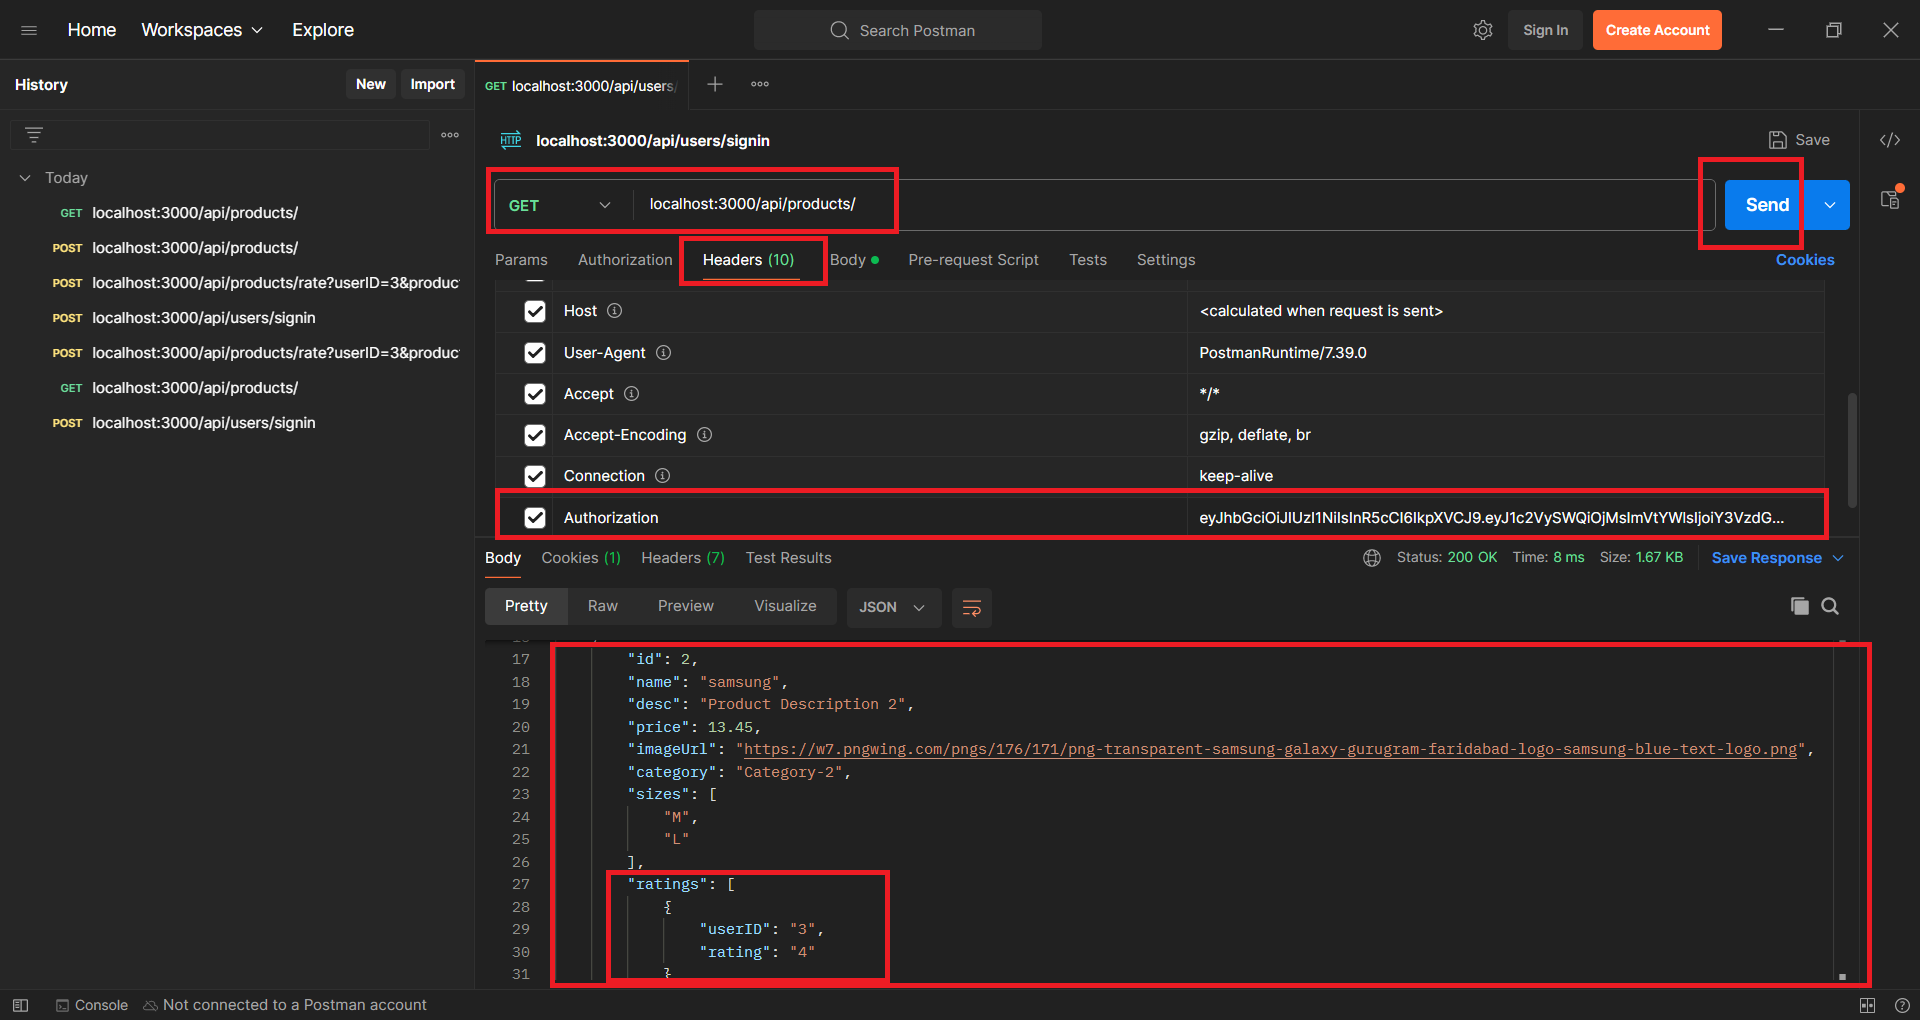 Home Workspaces Explore
Search Postman
Sign In Create Account
History New Import
GET localhost:3000/api/users/
Today
GET localhost:3000/api/products/
POST localhost:3000/api/products/
POST localhost:3000/api/products/rate?userID=3&produc
POST localhost:3000/api/users/signin
POST localhost:3000/api/products/rate?userID=3&produc
GET localhost:3000/api/products/
POST localhost:3000/api/users/signin
HTTP localhost:3000/api/users/signin Save </>
GET localhost:3000/api/products/ Send
Params Authorization Headers (10) Body Pre-request Script Tests Settings Cookies
Host <calculated when request is sent>
User-Agent PostmanRuntime/7.39.0
Accept */*
Accept-Encoding gzip, deflate, br
Connection keep-alive
Authorization eyJhbGciOiJIUzI1NiIsInR5cCI6IkpXVCJ9.eyJ1c2VySWQiOjMsImVtYWlsIjoiY3VzdG...
Body Cookies (1) Headers (7) Test Results Status: 200 OK Time: 8 ms Size: 1.67 KB Save Response
Pretty Raw Preview Visualize JSON
17 "id": 2,
18 "name": "samsung",
19 "desc": "Product Description 2",
20 "price": 13.45,
21 "imageUrl": "https://w7.pngwing.com/pngs/176/171/png-transparent-samsung-galaxy-gurugram-faridabad-logo-samsung-blue-text-logo.png",
22 "category": "Category-2",
23 "sizes": [
24 "M",
25 "L"
26 ],
27 "ratings": [
28 {
29 "userID": "3",
30 "rating": "4"
31 }
Console Not connected to a Postman account